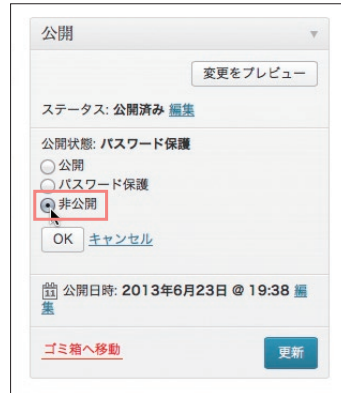 公開
変更をプレビュー
ステータス: 公開済み 編集
公開状態: パスワード保護
公開
パスワード保護
非公開
OK キャンセル
11 公開日時: 2013年6月23日 @ 19:38 編
集
ゴミ箱へ移動 更新